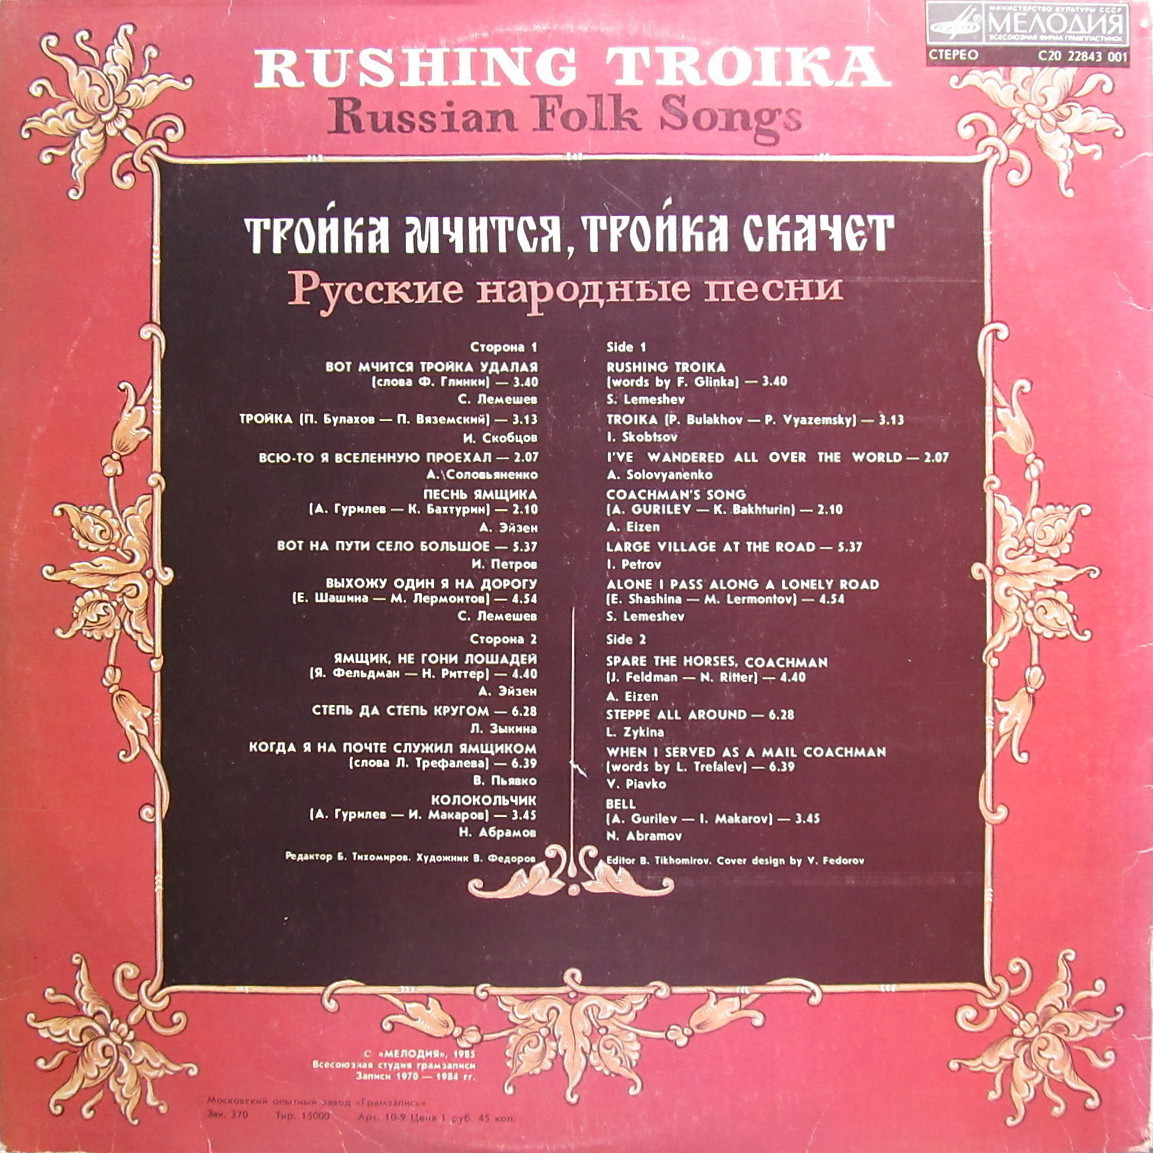 МИНИСТЕРСТВО КУЛЬТУРЫ СССР
МЕЛОДИЯ
ВСЕСОЮЗНАЯ ФИРМА ГРАМПЛАСТИНОК
СТЕРЕО С20 22843 001
RUSHING TROIKA
Russian Folk Songs
ТРОЙКА МЧИТСЯ, ТРОЙКА СКАЧЕТ
Русские народные песни
Сторона 1
ВОТ МЧИТСЯ ТРОЙКА УДАЛАЯ
(слова Ф. Глинки) — 3.40
С. Лемешев
ТРОЙКА (П. Булахов — П. Вяземский) — 3.13
И. Скобцов
ВСЮ-ТО Я ВСЕЛЕННУЮ ПРОЕХАЛ — 2.07
А. Соловьяненко
ПЕСНЬ ЯМЩИКА
(А. Гурилев — К. Бахтурин) — 2.10
А. Эйзен
ВОТ НА ПУТИ СЕЛО БОЛЬШОЕ — 5.37
И. Петров
ВЫХОЖУ ОДИН Я НА ДОРОГУ
(Е. Шашина — М. Лермонтов) — 4.54
С. Лемешев
Сторона 2
ЯМЩИК, НЕ ГОНИ ЛОШАДЕЙ
(Я. Фельдман — Н. Риттер) — 4.40
А. Эйзен
СТЕПЬ ДА СТЕПЬ КРУГОМ — 6.28
Л. Зыкина
КОГДА Я НА ПОЧТЕ СЛУЖИЛ ЯМЩИКОМ
(слова Л. Трефалева) — 6.39
В. Пьявко
КОЛОКОЛЬЧИК
(А. Гурилев — И. Макаров) — 3.45
Н. Абрамов
Редактор Б. Тихомиров. Художник В. Федоров
Side 1
RUSHING TROIKA
(words by F. Glinka) — 3.40
S. Lemeshev
TROIKA (P. Bulakhov — P. Vyazemsky) — 3.13
I. Skobtsov
I'VE WANDERED ALL OVER THE WORLD — 2.07
A. Solovyanenko
COACHMAN'S SONG
(A. GURILEV — K. Bakhturin) — 2.10
A. Eizen
LARGE VILLAGE AT THE ROAD — 5.37
I. Petrov
ALONE I PASS ALONG A LONELY ROAD
(E. Shashina — M. Lermontov) — 4.54
S. Lemeshev
Side 2
SPARE THE HORSES, COACHMAN
(J. Feldman — N. Ritter) — 4.40
A. Eizen
STEPPE ALL AROUND — 6.28
L. Zykina
WHEN I SERVED AS A MAIL COACHMAN
(words by L. Trefalev) — 6.39
V. Piavko
BELL
(A. Gurilev — I. Makarov) — 3.45
N. Abramov
Editor B. Tikhomirov. Cover design by V. Fedorov
С «МЕЛОДИЯ», 1985
Всесоюзная студия грамзаписи
Записи 1970 — 1984 гг.
Московский опытный завод «Грамзапись»
Зак. 370 Тир. 15000 Арт. 10-9 Цена 1 руб. 45 коп.